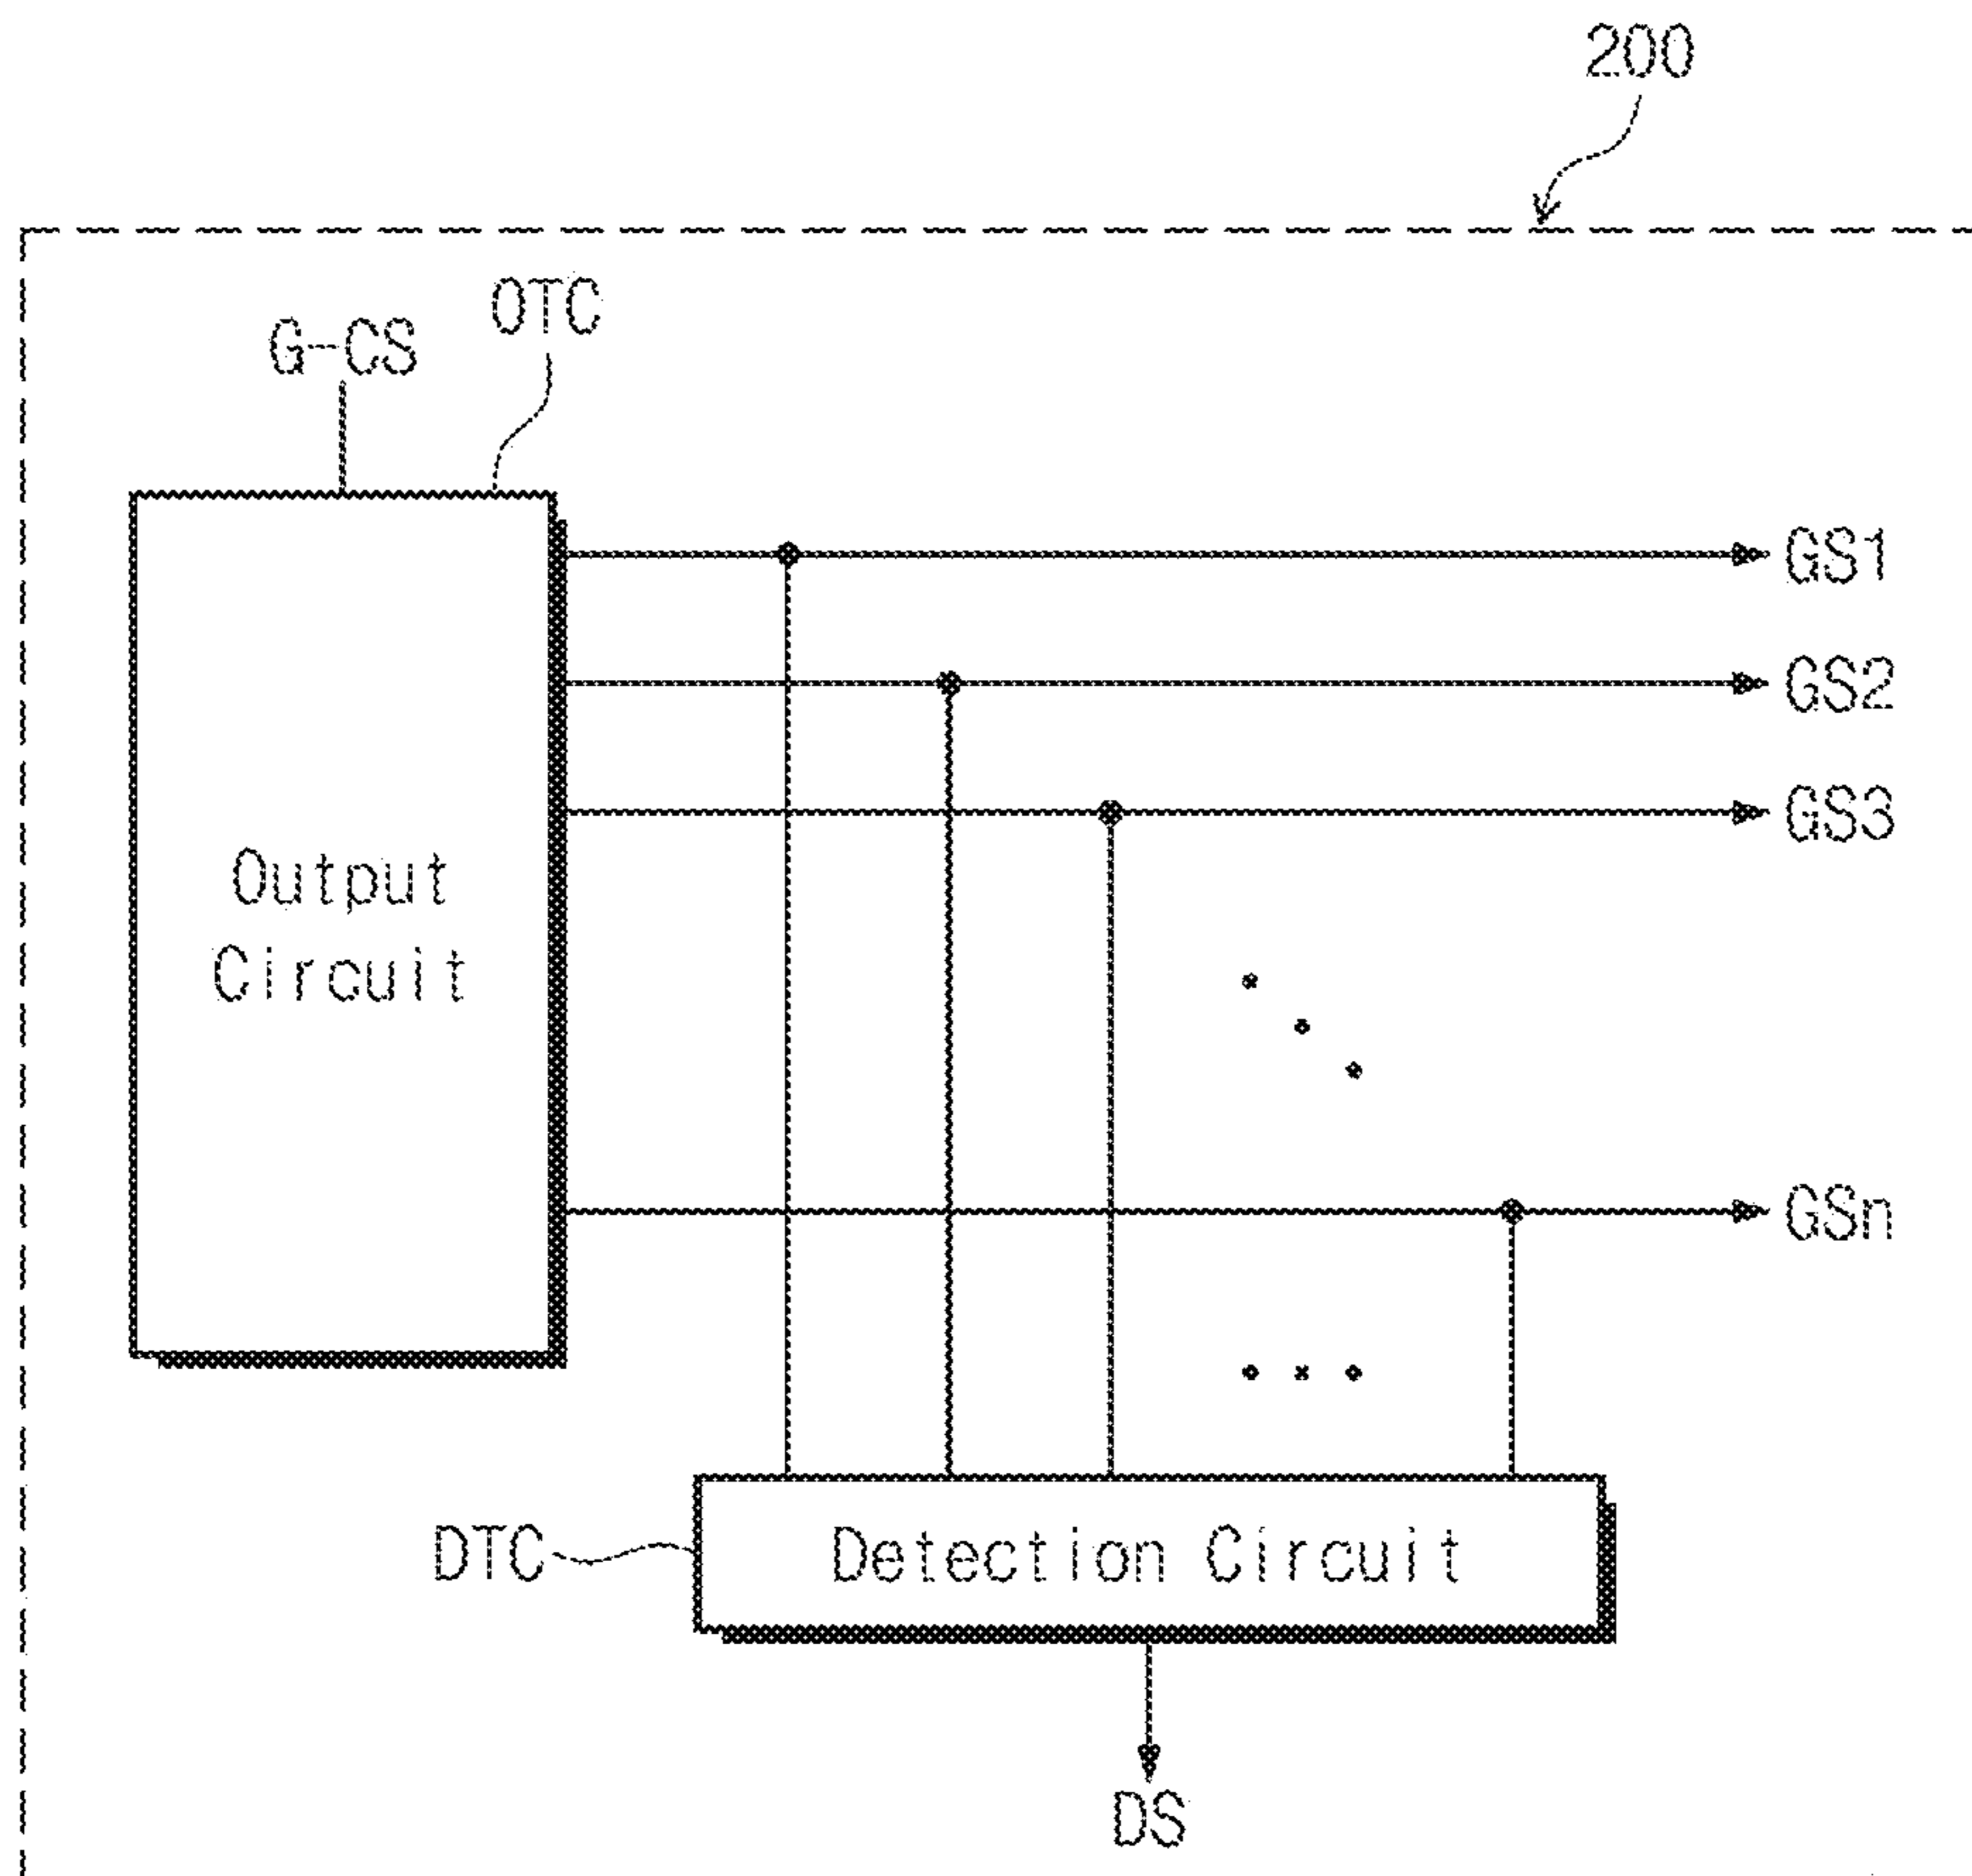 200
OTC
G-CS
GS1
GS2
GS3
Output
Circuit
GSn
DTC
Detection Circuit
DS